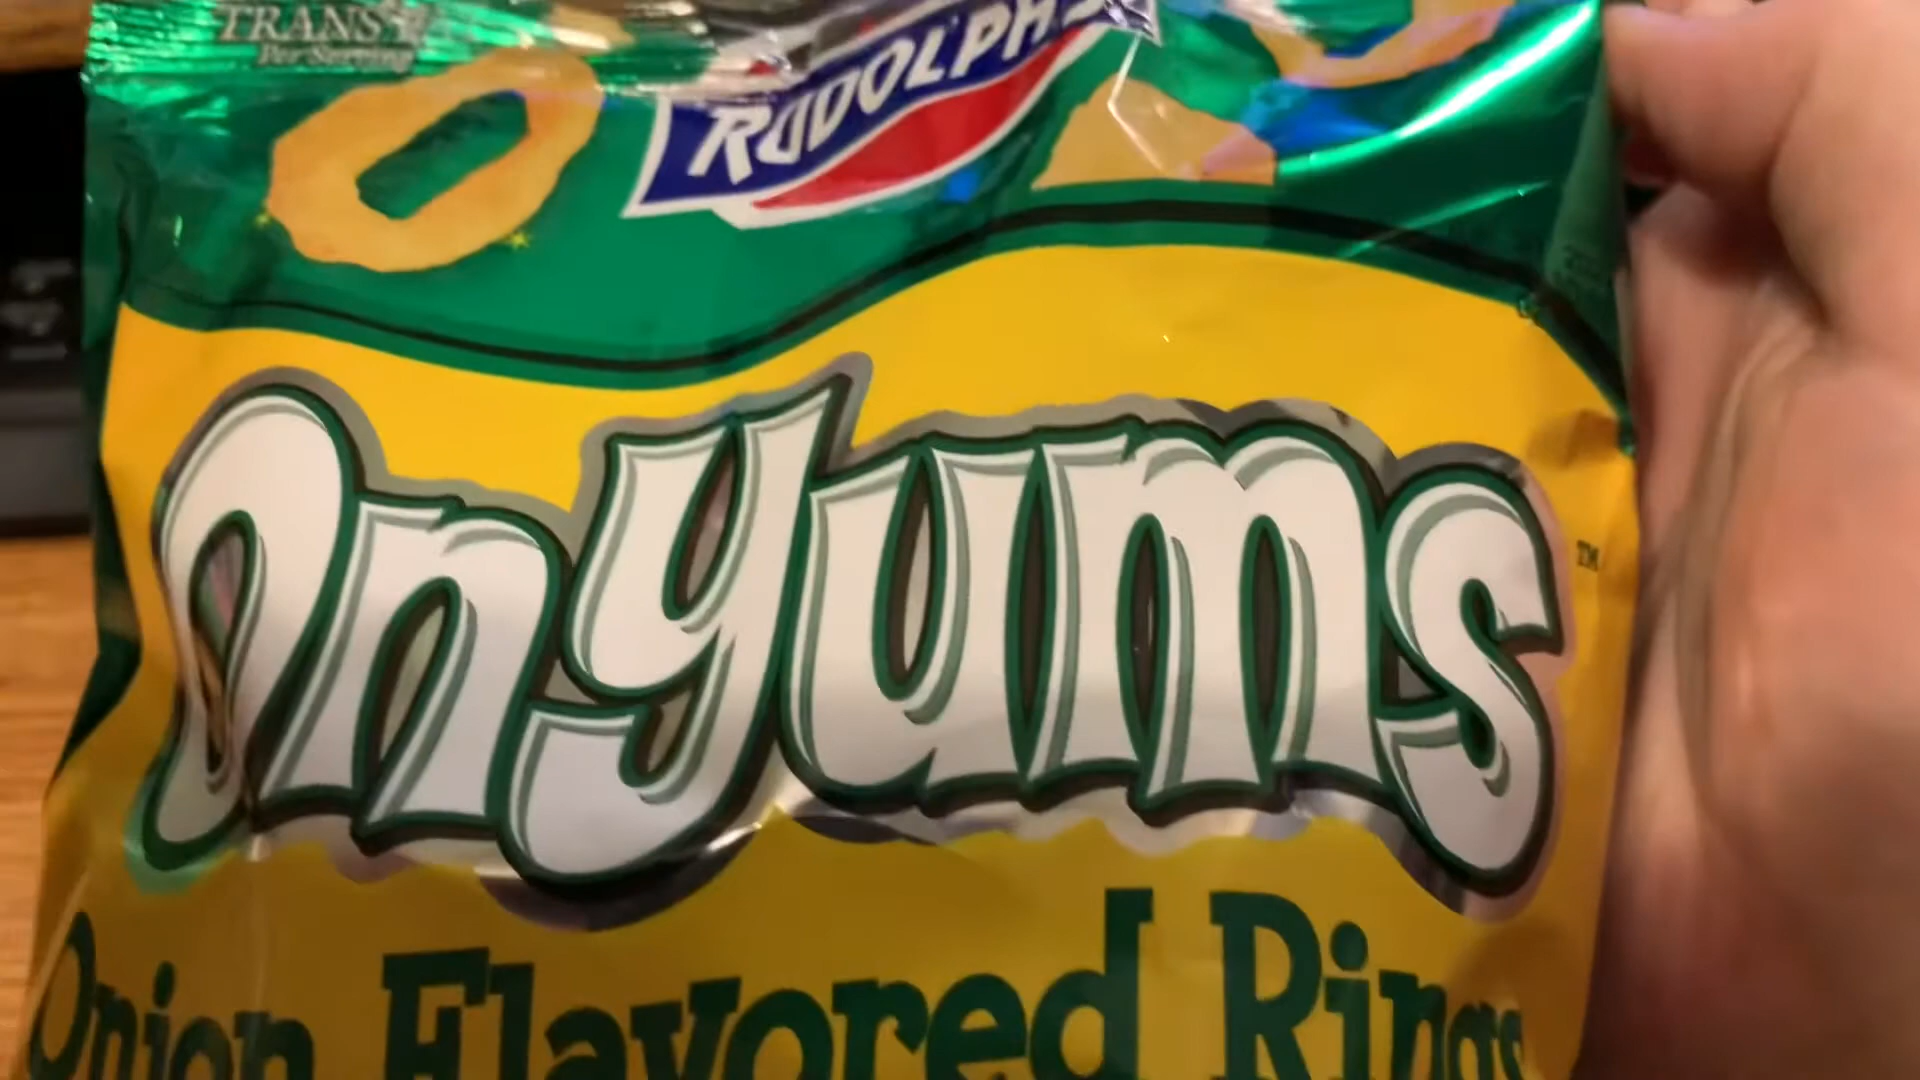 TRANS
Per Serving
RUDOLPH'S
Onyums
TM
Onion Flavored Rings